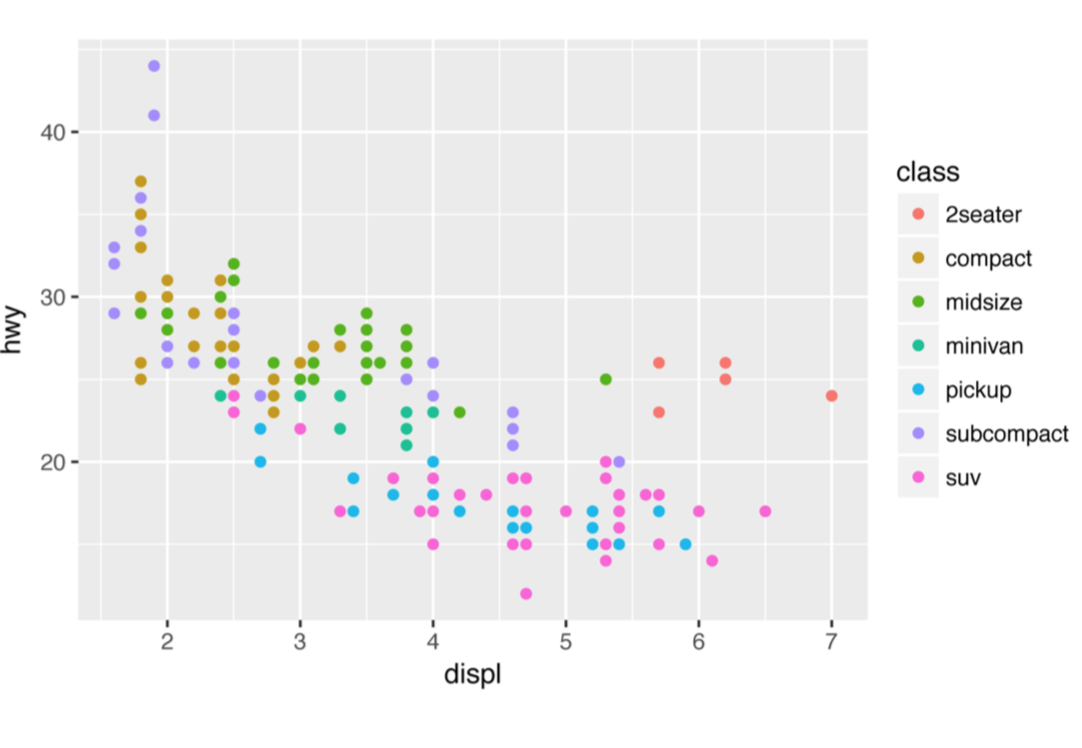 40
30
20
hwy
2
3
4
5
6
7
displ
class
2seater
compact
midsize
minivan
pickup
subcompact
suv